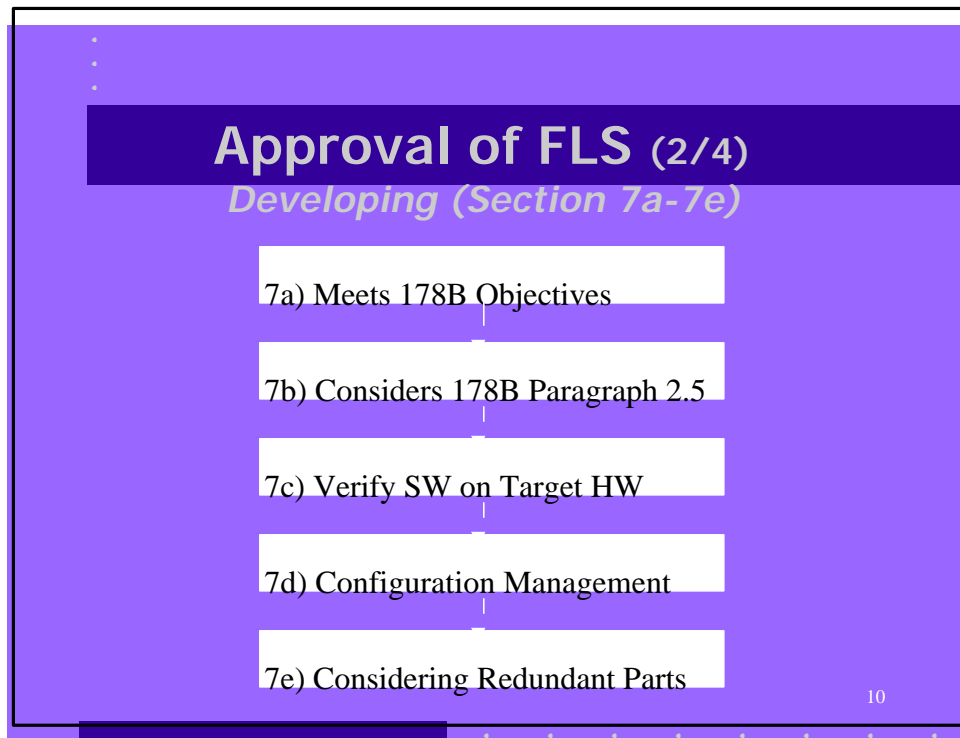 Approval of FLS (2/4)
Developing (Section 7a-7e)
7a) Meets 178B Objectives
7b) Considers 178B Paragraph 2.5
7c) Verify SW on Target HW
7d) Configuration Management
7e) Considering Redundant Parts
10